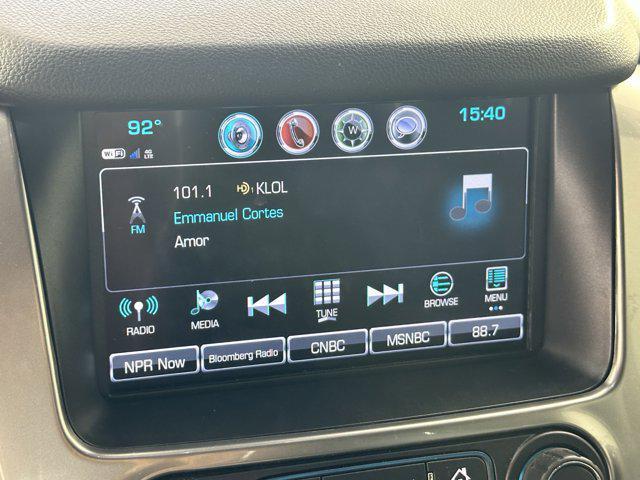 92°
15:40
W
WiFi
4G
LTE
101.1 HD1 KLOL
Emmanuel Cortes
FM
Amor
RADIO
MEDIA
TUNE
BROWSE
MENU
NPR Now
Bloomberg Radio
CNBC
MSNBC
88.7